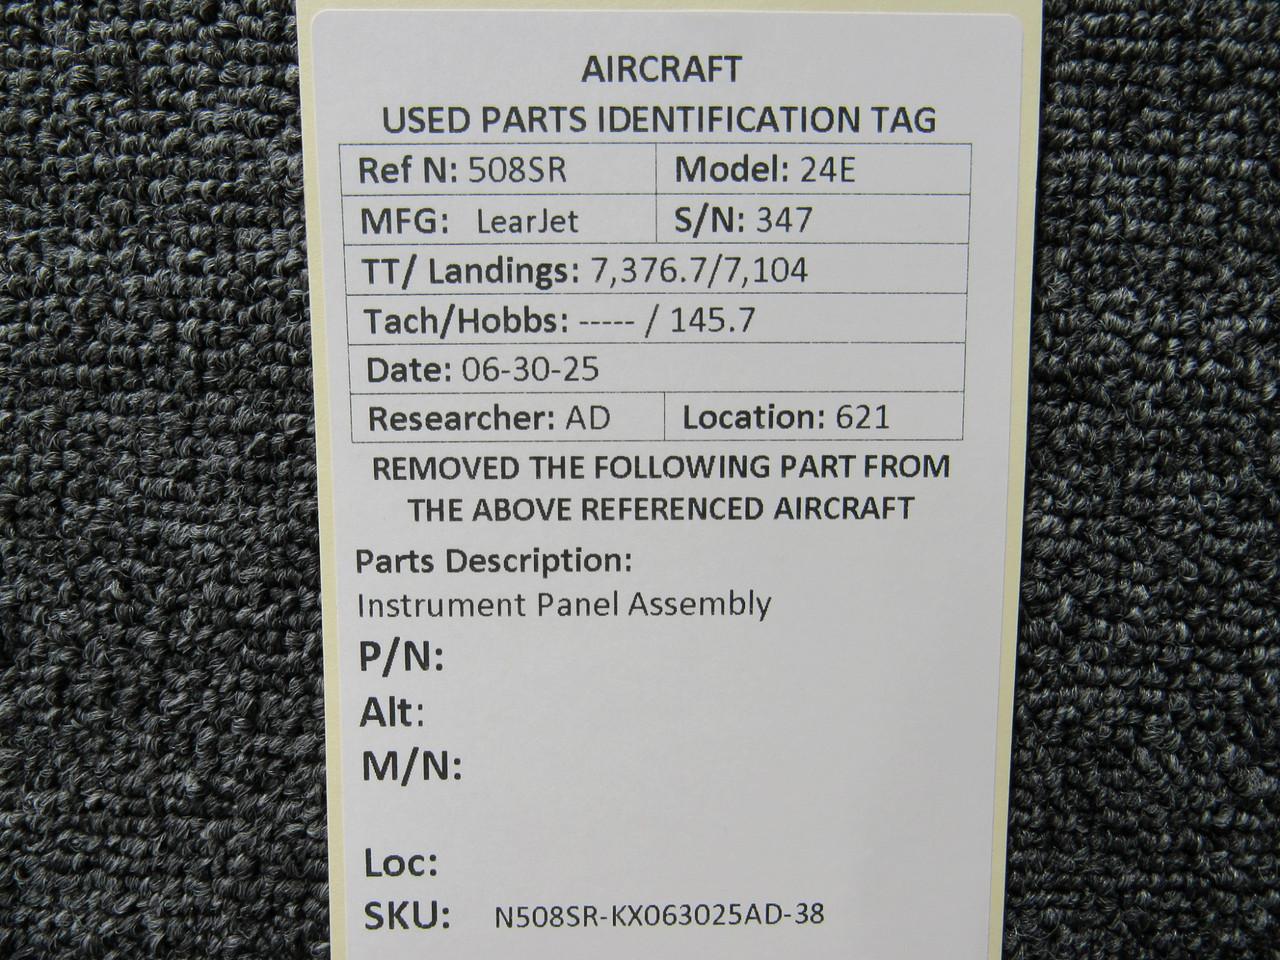 AIRCRAFT
USED PARTS IDENTIFICATION TAG
Ref N: 508SR Model: 24E
MFG: LearJet S/N: 347
TT/ Landings: 7,376.7/7,104
Tach/Hobbs: ----- / 145.7
Date: 06-30-25
Researcher: AD Location: 621
REMOVED THE FOLLOWING PART FROM
THE ABOVE REFERENCED AIRCRAFT
Parts Description:
Instrument Panel Assembly
P/N:
Alt:
M/N:
Loc:
SKU: N508SR-KX063025AD-38